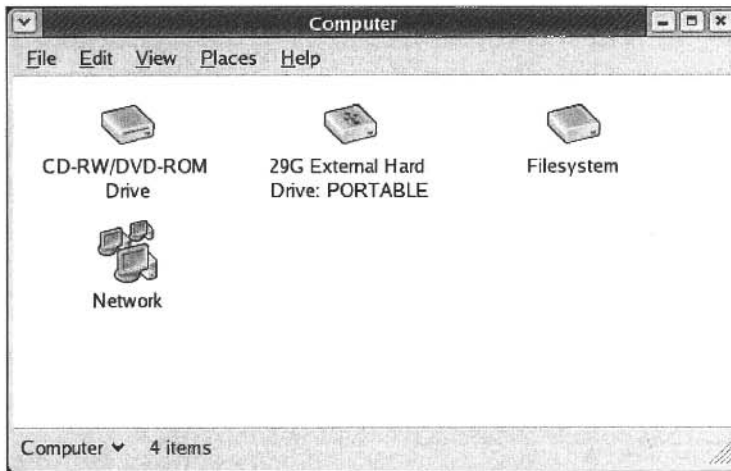 Computer
File Edit View Places Help
CD-RW/DVD-ROM
Drive
29G External Hard
Drive: PORTABLE
Filesystem
Network
Computer 4 items